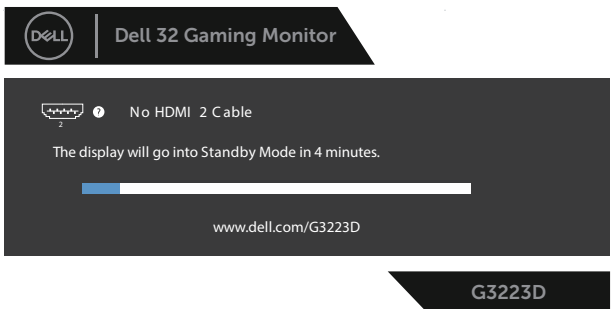 DELL
Dell 32 Gaming Monitor
No HDMI 2 Cable
2
The display will go into Standby Mode in 4 minutes.
www.dell.com/G3223D
G3223D